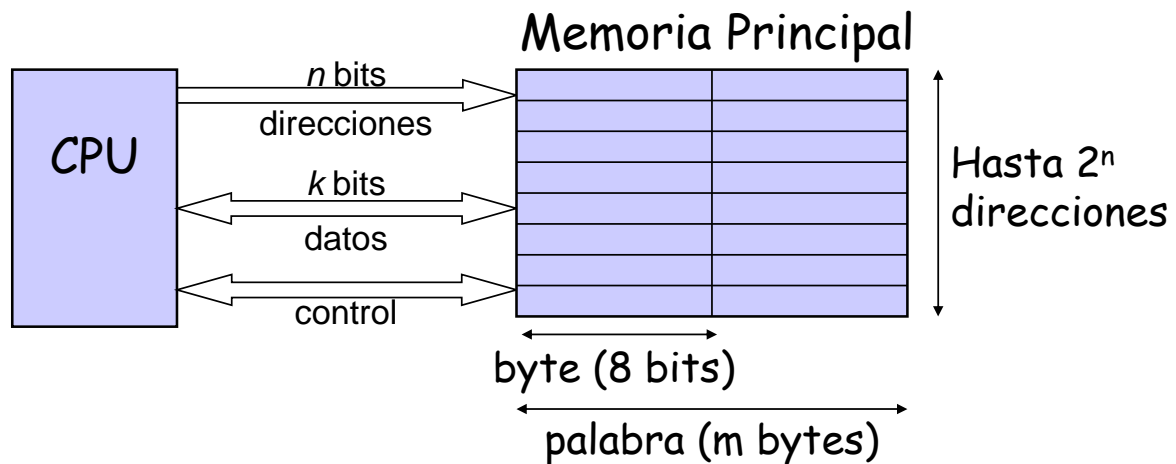 Memoria Principal
CPU
n bits
direcciones
k bits
datos
control
Hasta 2ⁿ
direcciones
byte (8 bits)
palabra (m bytes)